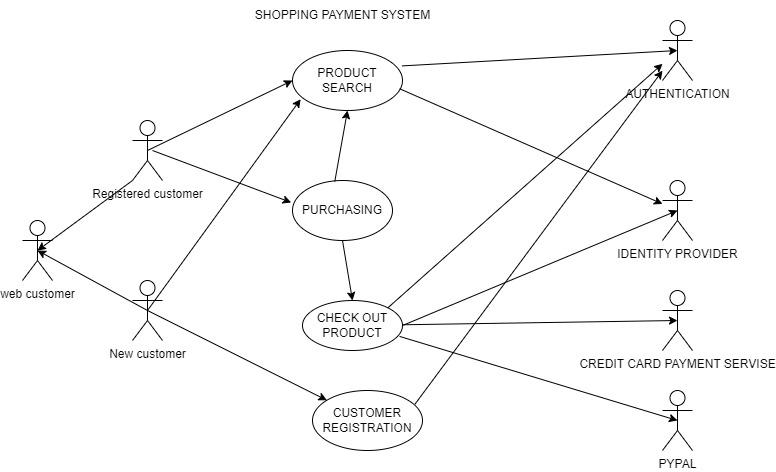 SHOPPING PAYMENT SYSTEM
PRODUCT
SEARCH
AUTHENTICATION
Registered customer
PURCHASING
IDENTITY PROVIDER
web customer
CHECK OUT
PRODUCT
New customer
CREDIT CARD PAYMENT SERVISE
CUSTOMER
REGISTRATION
PYPAL